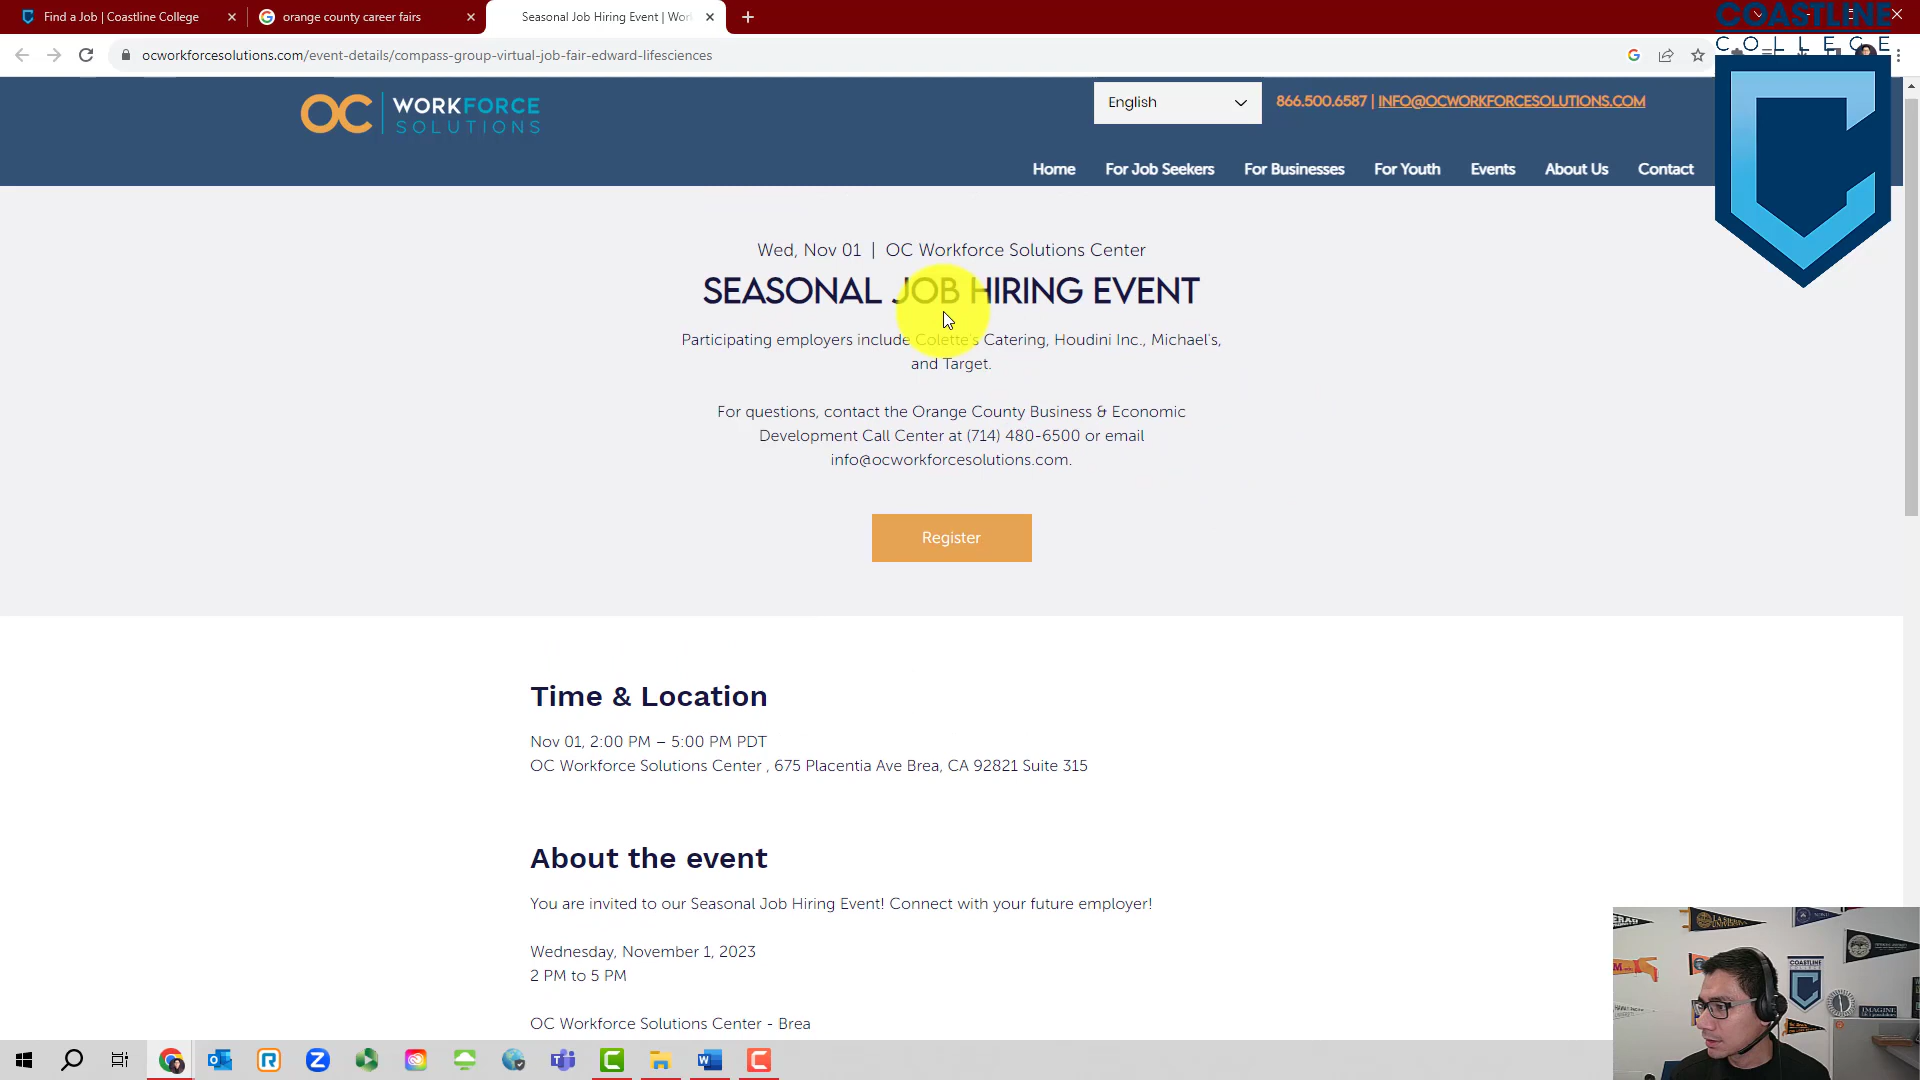 Find a Job | Coastline College
orange county career fairs
Seasonal Job Hiring Event | Wor
COASTLINE
COLLEGE
ocworkforcesolutions.com/event-details/compass-group-virtual-job-fair-edward-lifesciences
OC WORKFORCE
SOLUTIONS
English
866.500.6587 | INFO@OCWORKFORCESOLUTIONS.COM
Home For Job Seekers For Businesses For Youth Events About Us Contact
Wed, Nov 01 | OC Workforce Solutions Center
SEASONAL JOB HIRING EVENT
Participating employers include Colette's Catering, Houdini Inc., Michael's,
and Target.
For questions, contact the Orange County Business & Economic
Development Call Center at (714) 480-6500 or email
info@ocworkforcesolutions.com.
Register
Time & Location
Nov 01, 2:00 PM – 5:00 PM PDT
OC Workforce Solutions Center , 675 Placentia Ave Brea, CA 92821 Suite 315
About the event
You are invited to our Seasonal Job Hiring Event! Connect with your future employer!
Wednesday, November 1, 2023
2 PM to 5 PM
OC Workforce Solutions Center - Brea